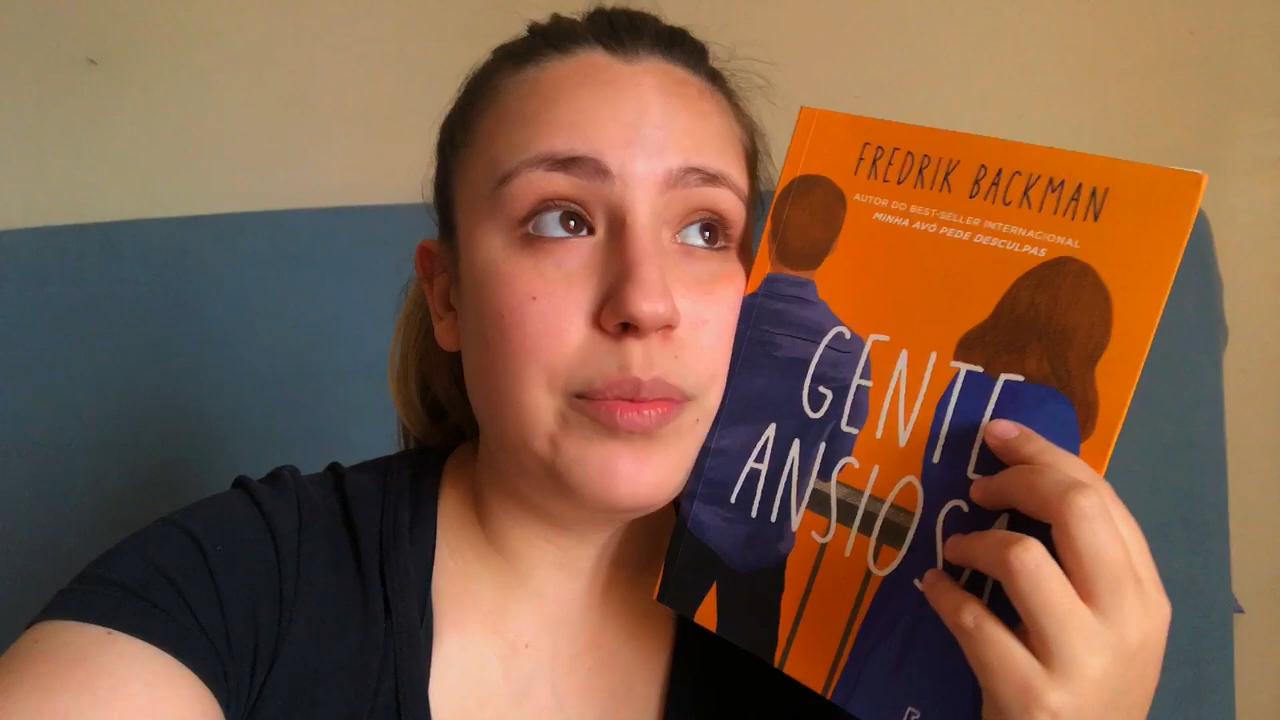 FREDRIK BACKMAN
AUTOR DO BEST-SELLER INTERNACIONAL
MINHA AVÓ PEDE DESCULPAS
GENTE
ANSIOSA